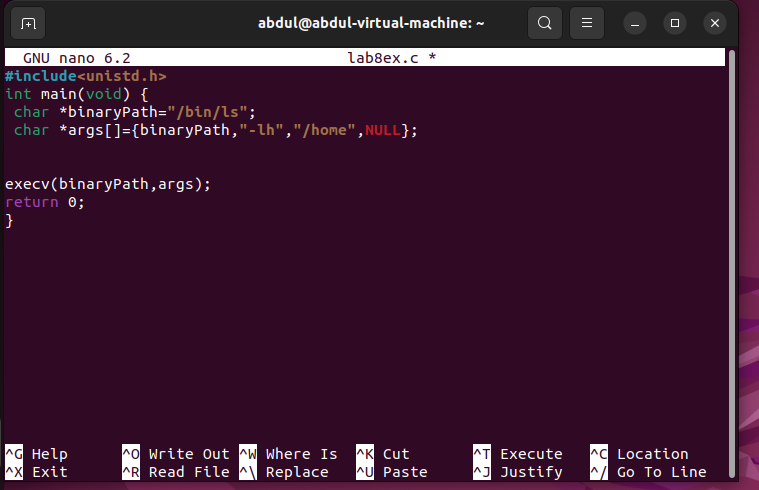 abdul@abdul-virtual-machine: ~
GNU nano 6.2 lab8ex.c *
#include<unistd.h>
int main(void) {
 char *binaryPath="/bin/ls";
 char *args[]={binaryPath,"-lh","/home",NULL};
execv(binaryPath,args);
return 0;
}
^G Help ^O Write Out ^W Where Is ^K Cut ^T Execute ^C Location
^X Exit ^R Read File ^\ Replace ^U Paste ^J Justify ^/ Go To Line